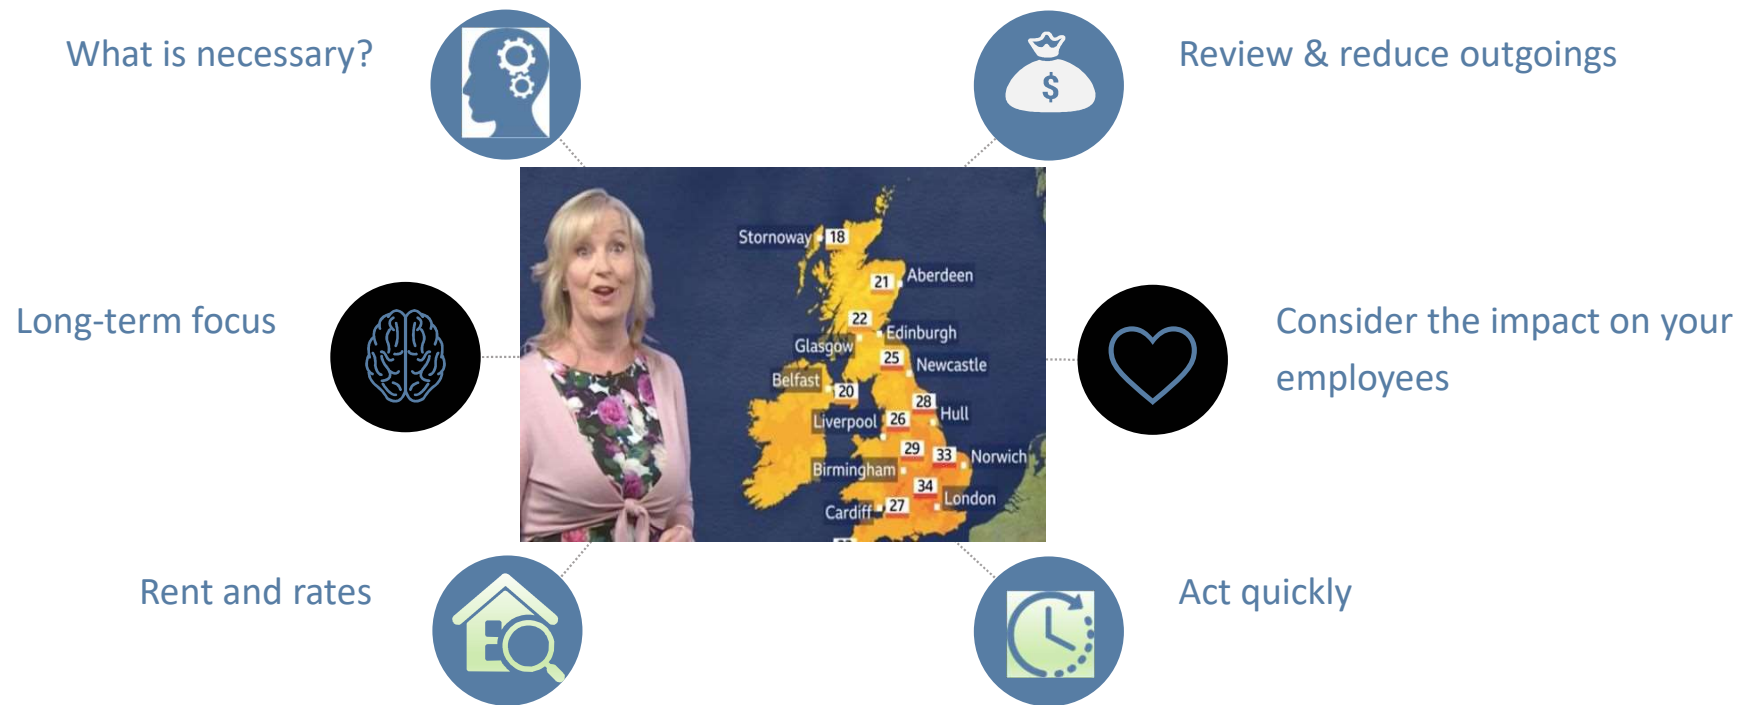 What is necessary?
$
Review & reduce outgoings
Stornoway 18
21 Aberdeen
22
Edinburgh
Glasgow
25
Newcastle
Belfast
20
28
Hull
Liverpool 26
29
33 Norwich
Birmingham
34
London
Cardiff 27
Long-term focus
Consider the impact on your
employees
Rent and rates
Act quickly